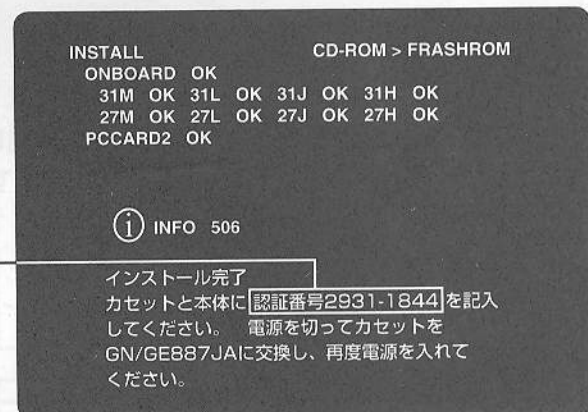 INSTALL CD-ROM > FRASHROM
ONBOARD OK
31M OK 31L OK 31J OK 31H OK
27M OK 27L OK 27J OK 27H OK
PCCARD2 OK
i INFO 506
インストール完了
カセットと本体に認証番号2931-1844を記入
してください。 電源を切ってカセットを
GN/GE887JAに交換し、再度電源を入れて
ください。